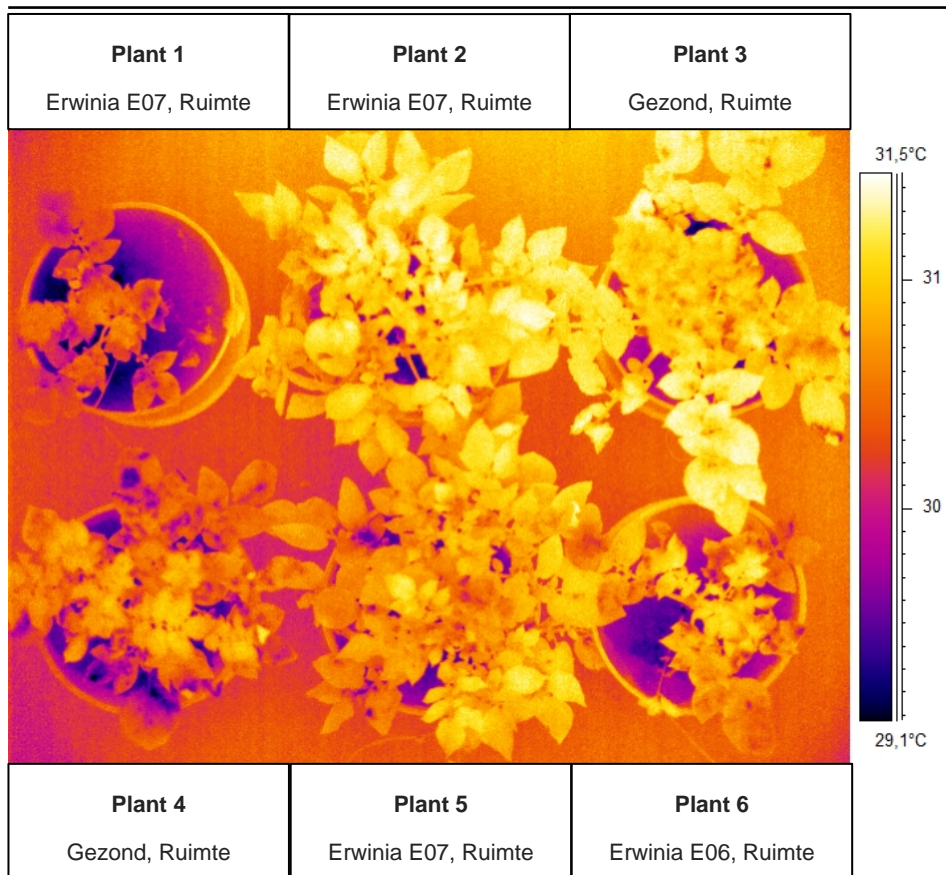 Plant 1
Erwinia E07, Ruimte
Plant 2
Erwinia E07, Ruimte
Plant 3
Gezond, Ruimte
31,5°C
31
30
29,1°C
Plant 4
Gezond, Ruimte
Plant 5
Erwinia E07, Ruimte
Plant 6
Erwinia E06, Ruimte